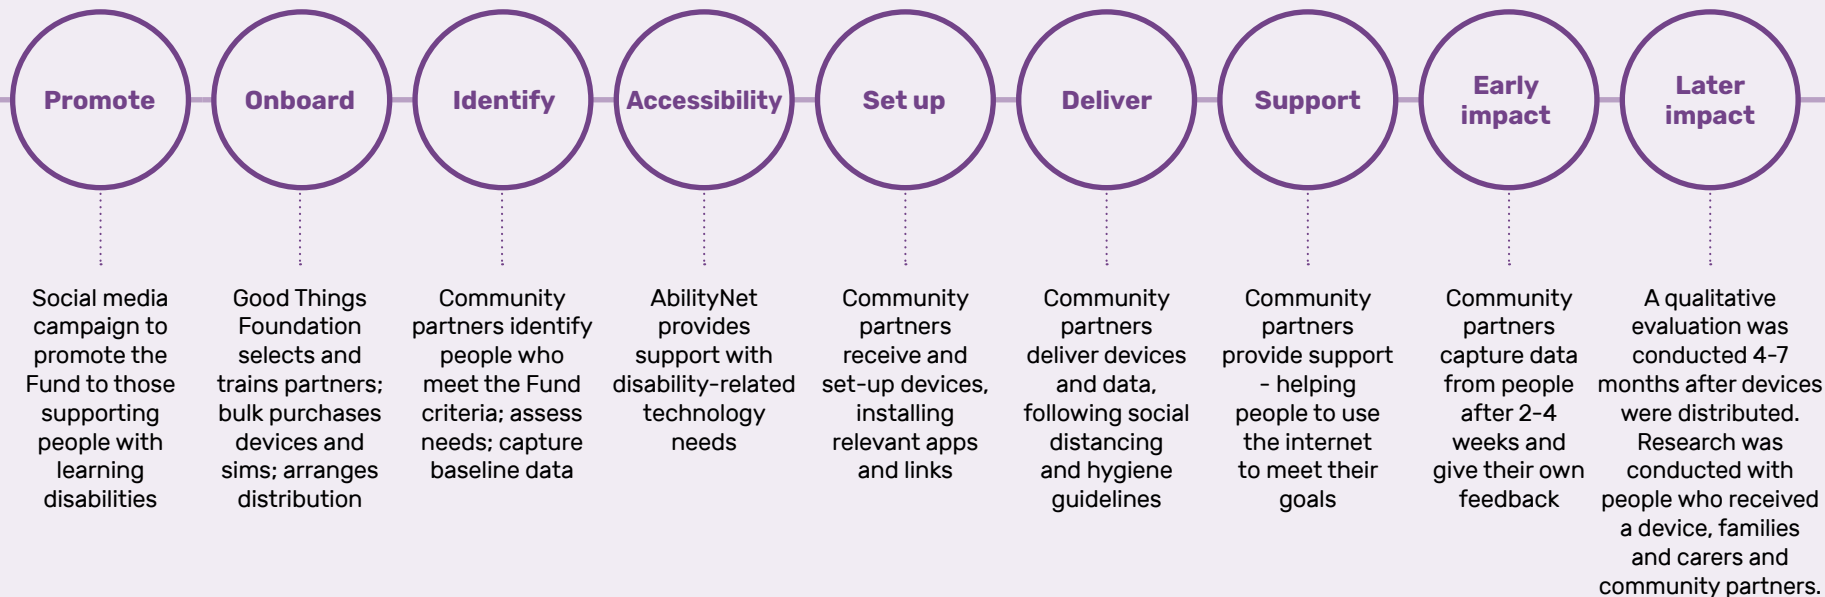 Promote
Onboard
Identify
Accessibility
Set up
Deliver
Support
Early
impact
Later
impact
Social media
campaign to
promote the
Fund to those
supporting
people with
learning
disabilities
Good Things
Foundation
selects and
trains partners;
bulk purchases
devices and
sims; arranges
distribution
Community
partners identify
people who
meet the Fund
criteria; assess
needs; capture
baseline data
AbilityNet
provides
support with
disability-related
technology
needs
Community
partners
receive and
set-up devices,
installing
relevant apps
and links
Community
partners
deliver devices
and data,
following social
distancing
and hygiene
guidelines
Community
partners
provide support
- helping
people to use
the internet
to meet their
goals
Community
partners
capture data
from people
after 2-4
weeks and
give their own
feedback
A qualitative
evaluation was
conducted 4-7
months after devices
were distributed.
Research was
conducted with
people who received
a device, families
and carers and
community partners.